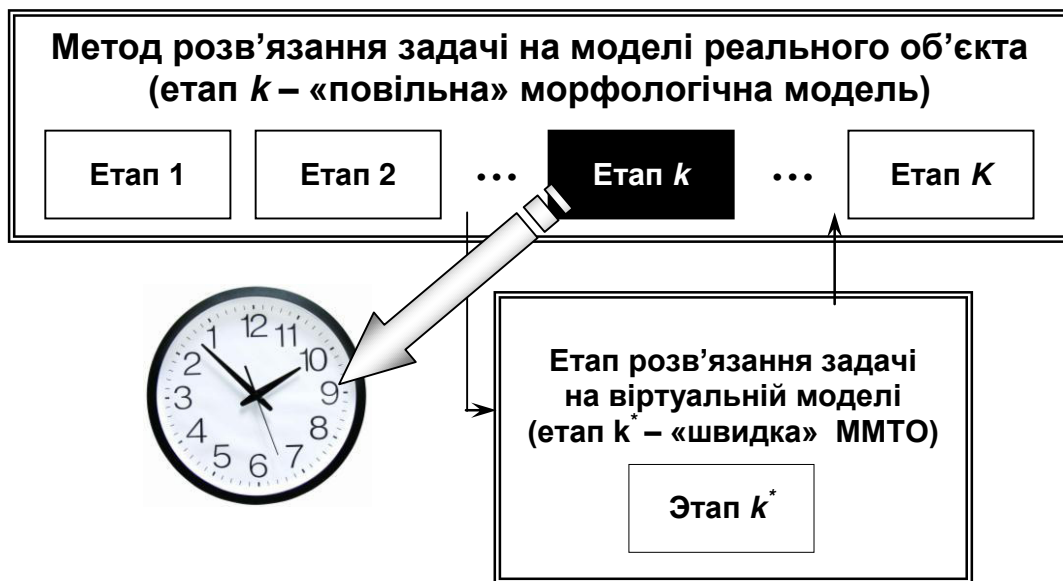 Метод розв’язання задачі на моделі реального об’єкта
(етап k – «повільна» морфологічна модель)
Етап 1 Етап 2 ... Етап k ... Етап K
12
11
10
9
8
7
6
5
4
3
2
1
Етап розв'язання задачі
на віртуальній моделі
(етап k* – «швидка» ММТО)
Этап k*